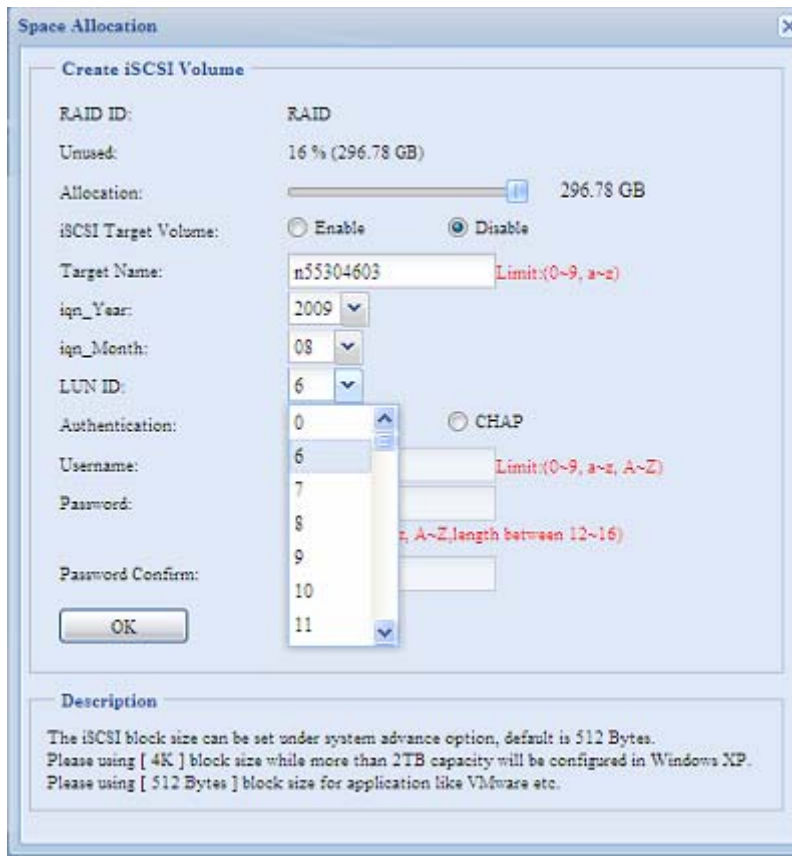 Space Allocation
Create iSCSI Volume
RAID ID: RAID
Unused: 16 % (296.78 GB)
Allocation: 296.78 GB
iSCSI Target Volume: Enable Disable
Target Name: n55304603 Limit:(0~9, a~z)
iqn_Year: 2009
iqn_Month: 08
LUN ID: 6
0
Authentication: CHAP
6
Username: Limit:(0~9, a~z, A~Z)
7
Password:
8
z, A~Z,length between 12~16)
9
Password Confirm:
10
11
OK
Description
The iSCSI block size can be set under system advance option, default is 512 Bytes.
Please using [ 4K ] block size while more than 2TB capacity will be configured in Windows XP.
Please using [ 512 Bytes ] block size for application like VMware etc.